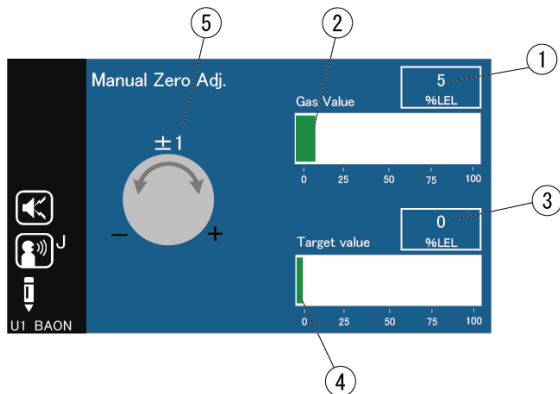 5
2
1
Manual Zero Adj.
5
%LEL
Gas Value
±1
0 25 50 75 100
- +
3
0
%LEL
Target value
J
0 25 50 75 100
U1 BAON
4